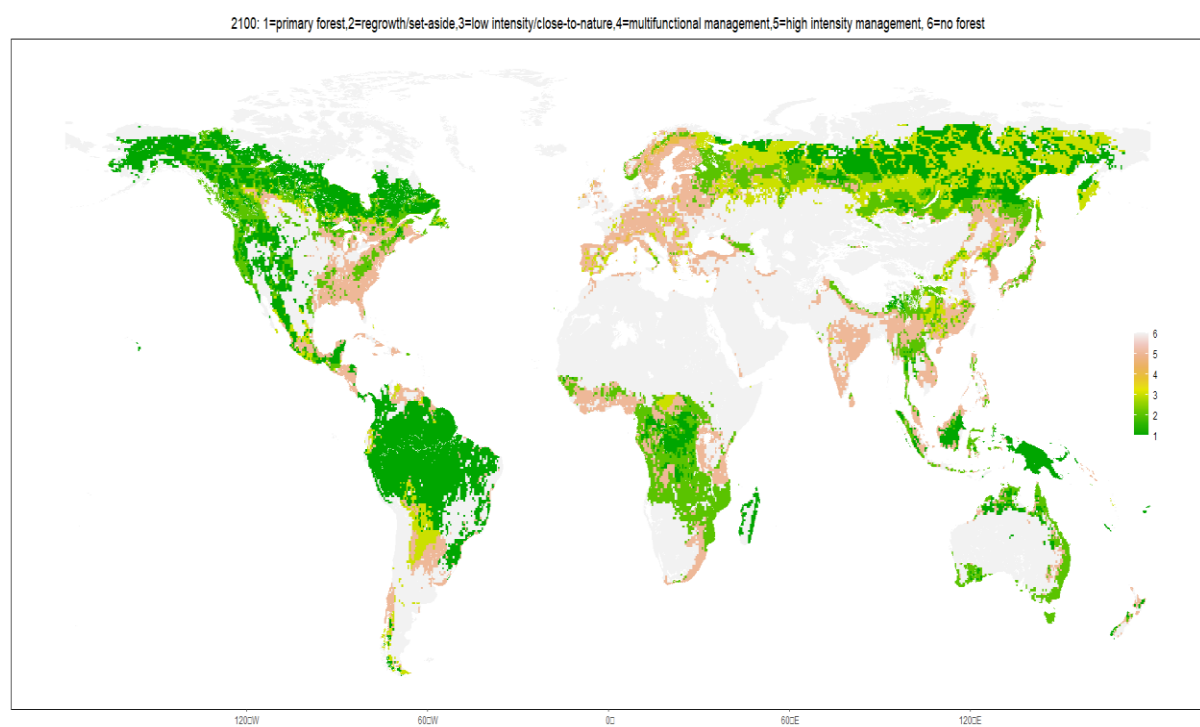 2100: 1=primary forest,2=regrowth/set-aside,3=low intensity/close-to-nature,4=multifunctional management,5=high intensity management, 6=no forest
6
5
4
3
2
1
120□W
60□W
0□
60□E
120□E